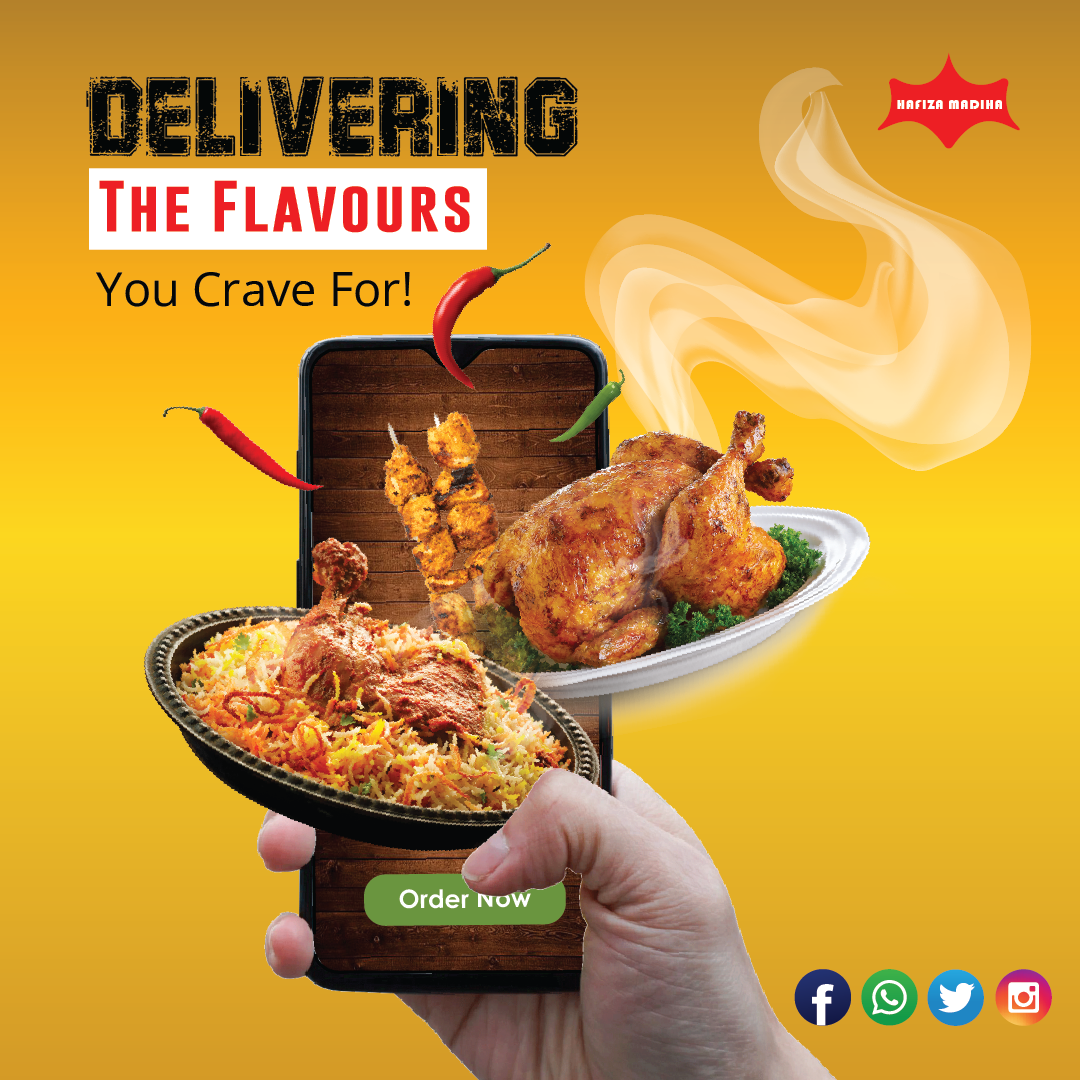 DELIVERING
THE FLAVOURS
You Crave For!
HAFIZA MADIHA
Order Now